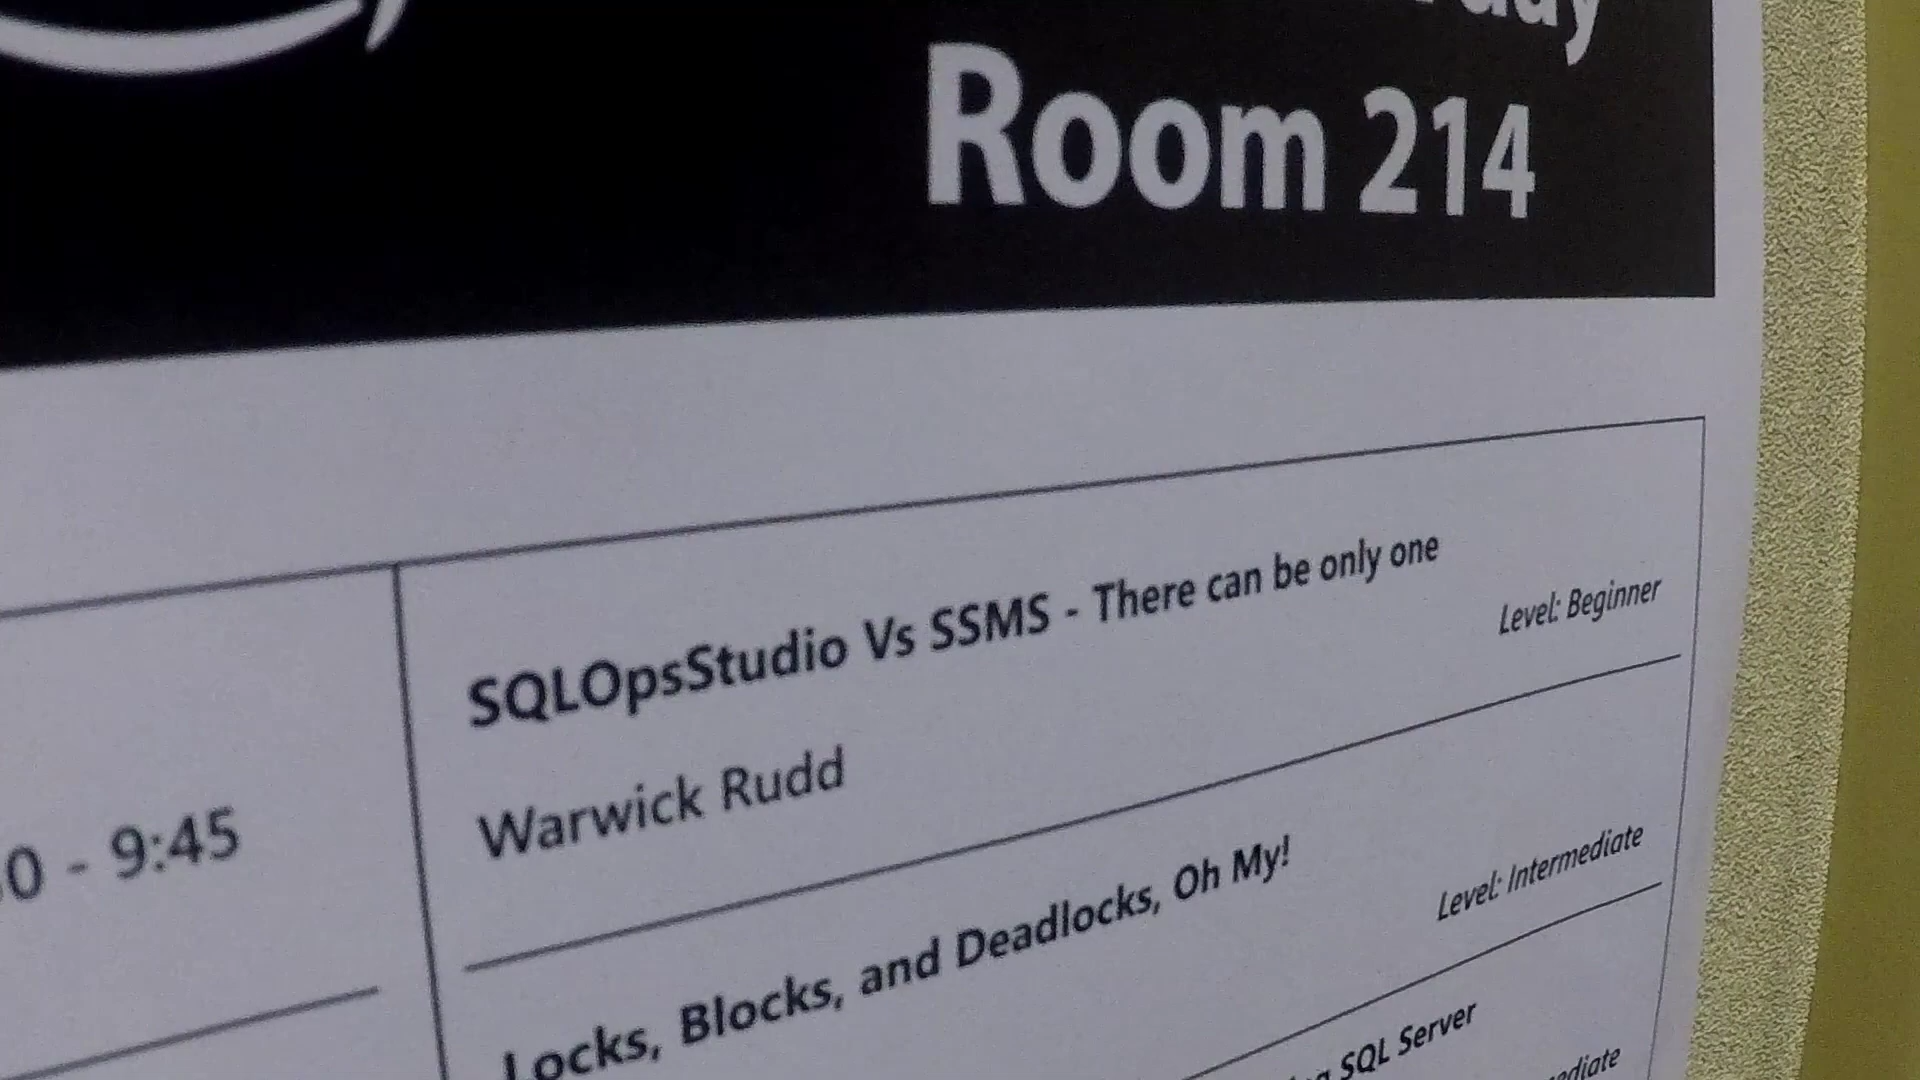 Room 214
SQLOpsStudio Vs SSMS - There can be only one
Level: Beginner
Warwick Rudd
0 - 9:45
Locks, Blocks, and Deadlocks, Oh My!
Level: Intermediate
SQL Server